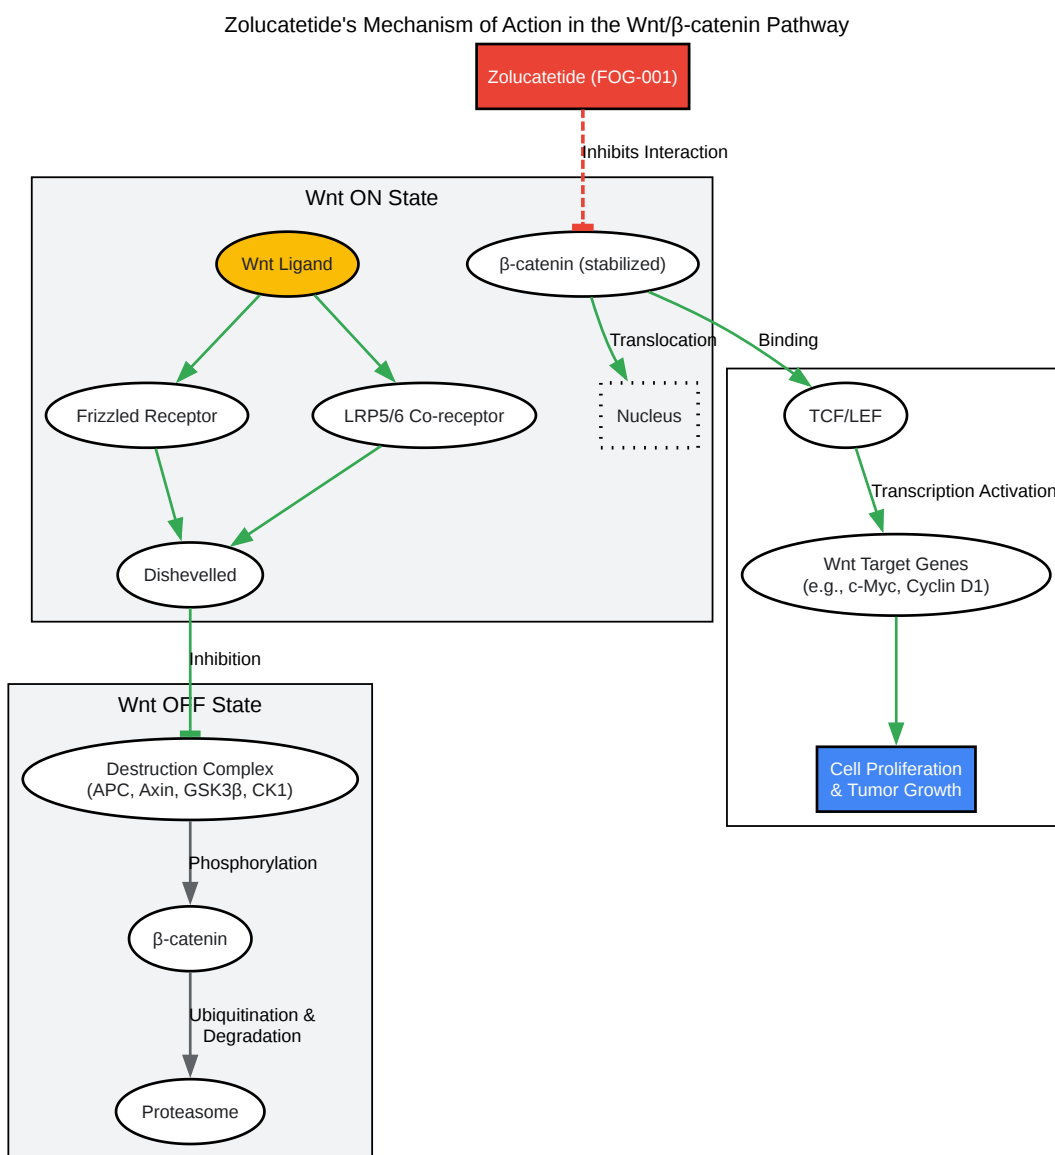 Zolucatetide's Mechanism of Action in the Wnt/β-catenin Pathway
Zolucatetide (FOG-001)
Inhibits Interaction
Wnt ON State
Wnt Ligand
β-catenin (stabilized)
Translocation
Binding
Frizzled Receptor
LRP5/6 Co-receptor
Nucleus
TCF/LEF
Transcription Activation
Dishevelled
Wnt Target Genes
(e.g., c-Myc, Cyclin D1)
Inhibition
Wnt OFF State
Destruction Complex
(APC, Axin, GSK3β, CK1)
Cell Proliferation
& Tumor Growth
Phosphorylation
β-catenin
Ubiquitination &
Degradation
Proteasome